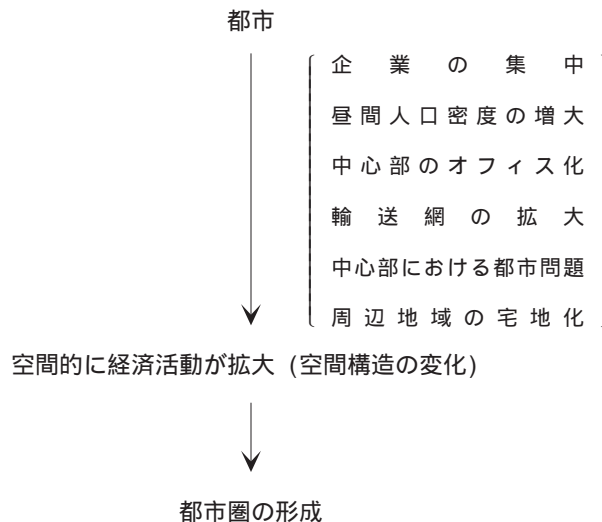 都市
企業の集中
昼間人口密度の増大
中心部のオフィス化
輸送網の拡大
中心部における都市問題
周辺地域の宅地化
空間的に経済活動が拡大 (空間構造の変化)
都市圏の形成